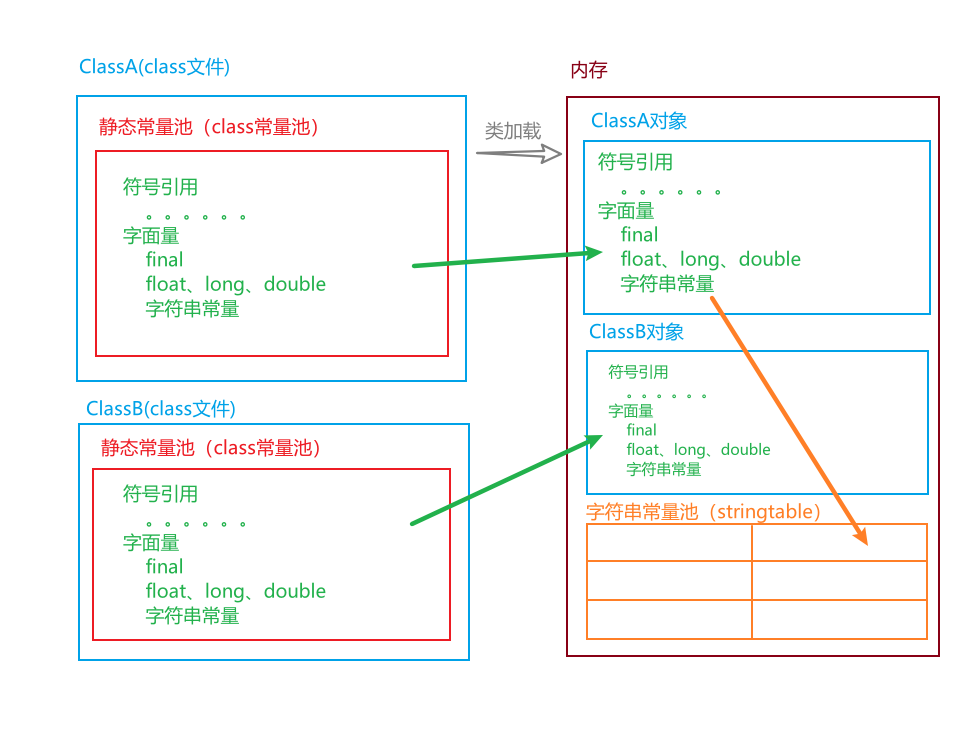 ClassA(class文件)
静态常量池（class常量池）
符号引用
。。。。。。
字面量
final
float、long、double
字符串常量
ClassB(class文件)
静态常量池（class常量池）
符号引用
。。。。。。
字面量
final
float、long、double
字符串常量
类加载
内存
ClassA对象
符号引用
。。。。。。
字面量
final
float、long、double
字符串常量
ClassB对象
符号引用
。。。。。。
字面量
final
float、long、double
字符串常量
字符串常量池（stringtable）